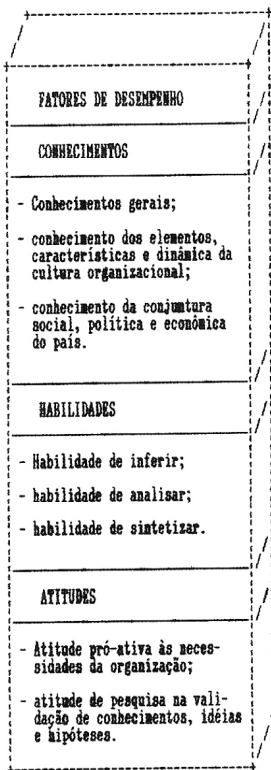 FATORES DE DESEMPENHO
CONHECIMENTOS
- Conhecimentos gerais;
- conhecimento dos elementos,
características e dinâmica da
cultura organizacional;
- conhecimento da conjuntura
social, política e econômica
do país.
HABILIDADES
- Habilidade de inferir;
- habilidade de analisar;
- habilidade de sintetizar.
ATITUDES
- Atitude pró-ativa às neces-
sidades da organização;
- atitude de pesquisa na vali-
dação de conhecimentos, idéias
e hipóteses.